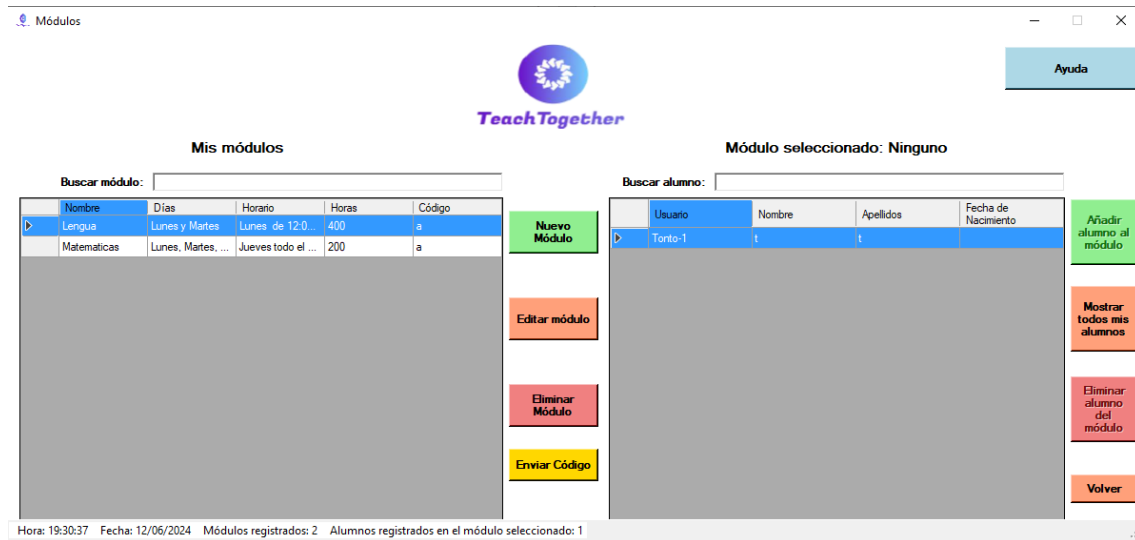 Módulos
Ayuda
TeachTogether
Mis módulos
Módulo seleccionado: Ninguno
Buscar módulo:
Buscar alumno:
Nombre Días Horario Horas Código
Lengua Lunes y Martes Lunes de 12:0... 400 a
Matematicas Lunes, Martes, ... Jueves todo el ... 200 a
Nuevo
Módulo
Editar módulo
Eliminar
Módulo
Enviar Código
Usuario Nombre Apellidos Fecha de
Nacimiento
Tonto-1 t t
Añadir
alumno al
módulo
Mostrar
todos mis
alumnos
Eliminar
alumno
del
módulo
Volver
Hora: 19:30:37 Fecha: 12/06/2024 Módulos registrados: 2 Alumnos registrados en el módulo seleccionado: 1